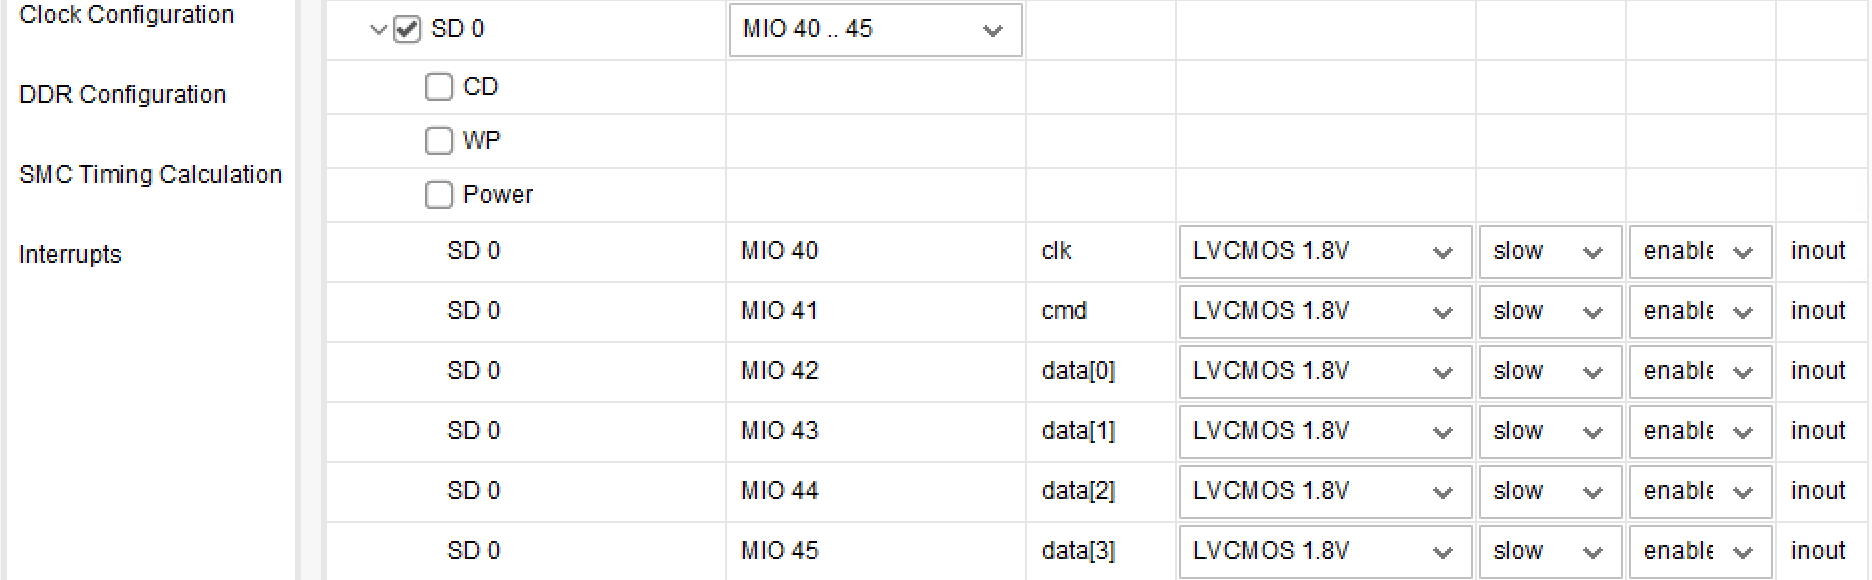 Clock Configuration
DDR Configuration
SMC Timing Calculation
Interrupts
SD 0 MIO 40 .. 45
CD
WP
Power
SD 0 MIO 40 clk LVCMOS 1.8V slow enable inout
SD 0 MIO 41 cmd LVCMOS 1.8V slow enable inout
SD 0 MIO 42 data[0] LVCMOS 1.8V slow enable inout
SD 0 MIO 43 data[1] LVCMOS 1.8V slow enable inout
SD 0 MIO 44 data[2] LVCMOS 1.8V slow enable inout
SD 0 MIO 45 data[3] LVCMOS 1.8V slow enable inout